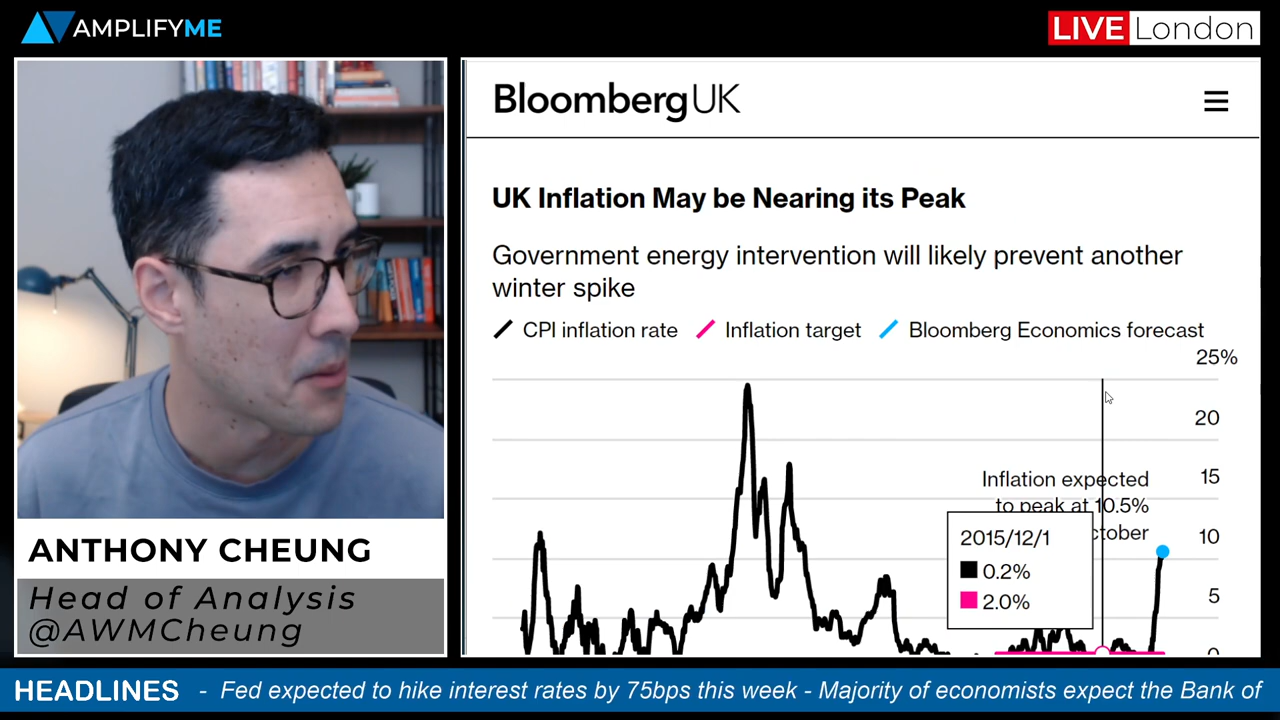 AMPLIFYME
LIVE London
BloombergUK
UK Inflation May be Nearing its Peak
Government energy intervention will likely prevent another
winter spike
CPI inflation rate Inflation target Bloomberg Economics forecast
25%
20
15
10
5
0
Inflation expected
to peak at 10.5%
ctober
2015/12/1
0.2%
2.0%
ANTHONY CHEUNG
Head of Analysis
@AWMCheung
HEADLINES - Fed expected to hike interest rates by 75bps this week - Majority of economists expect the Bank of